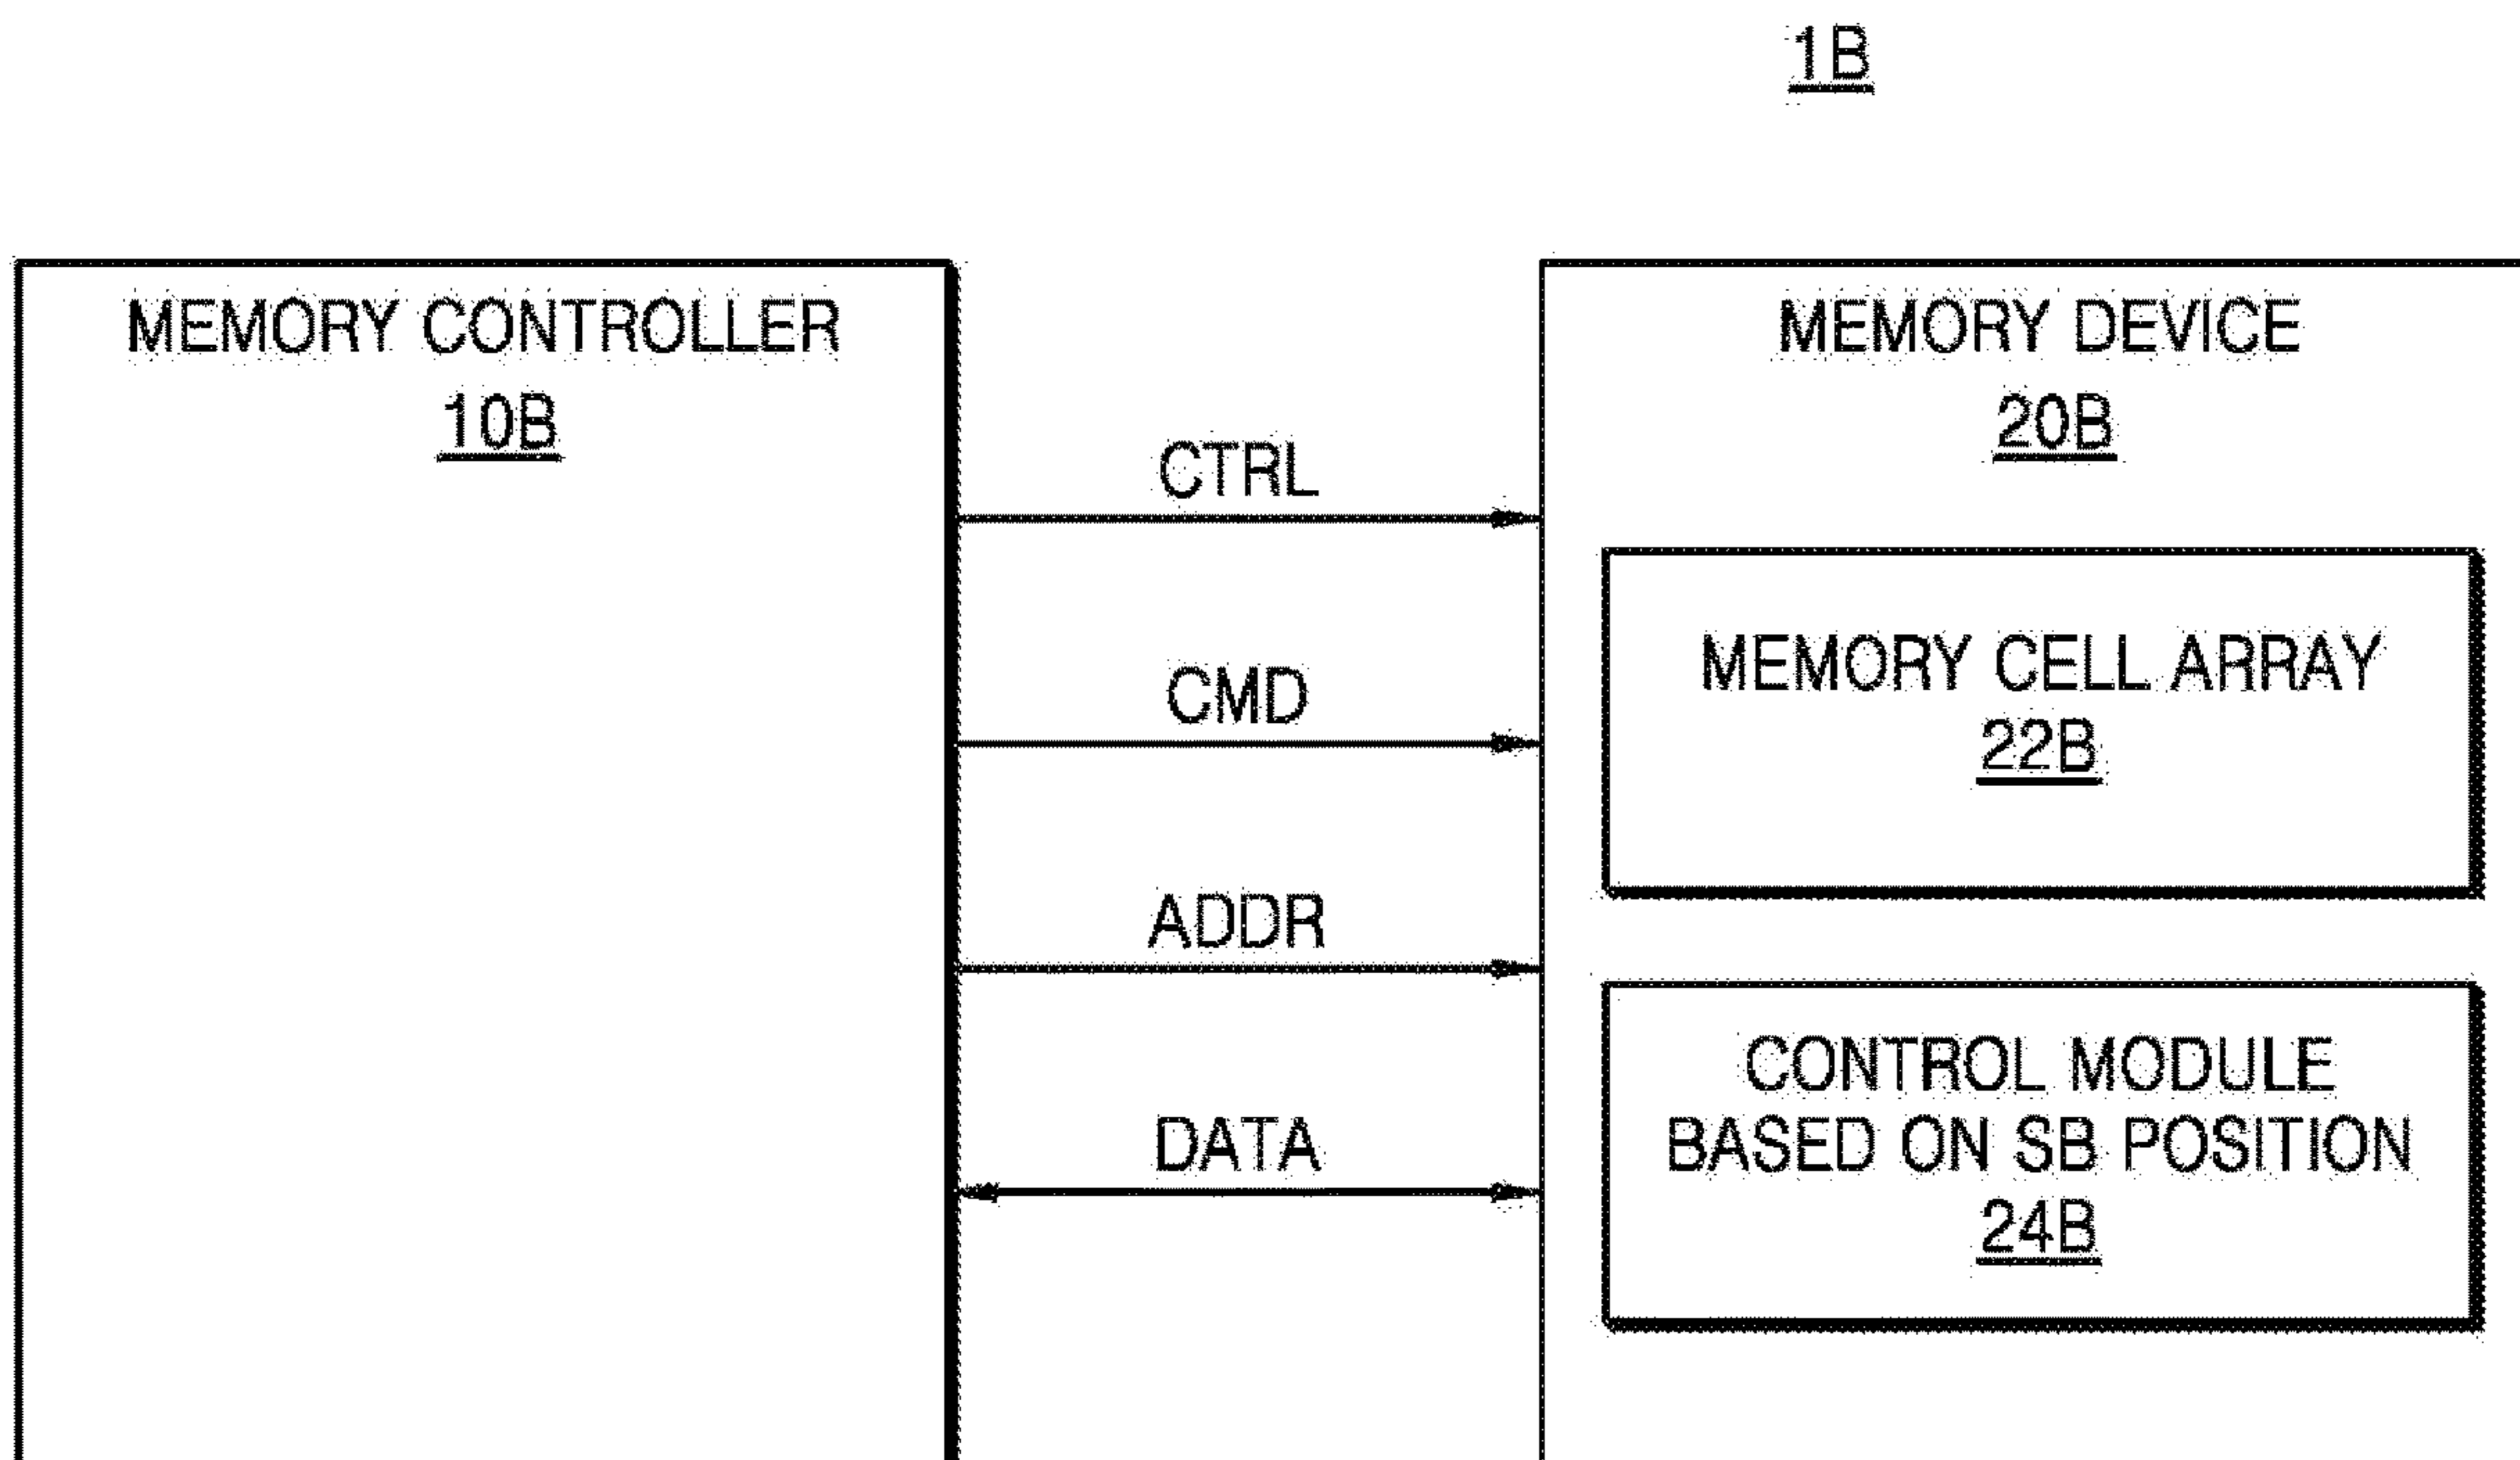 1B
MEMORY CONTROLLER
10B
MEMORY DEVICE
20B
CTRL
CMD
ADDR
DATA
MEMORY CELL ARRAY
22B
CONTROL MODULE
BASED ON SB POSITION
24B